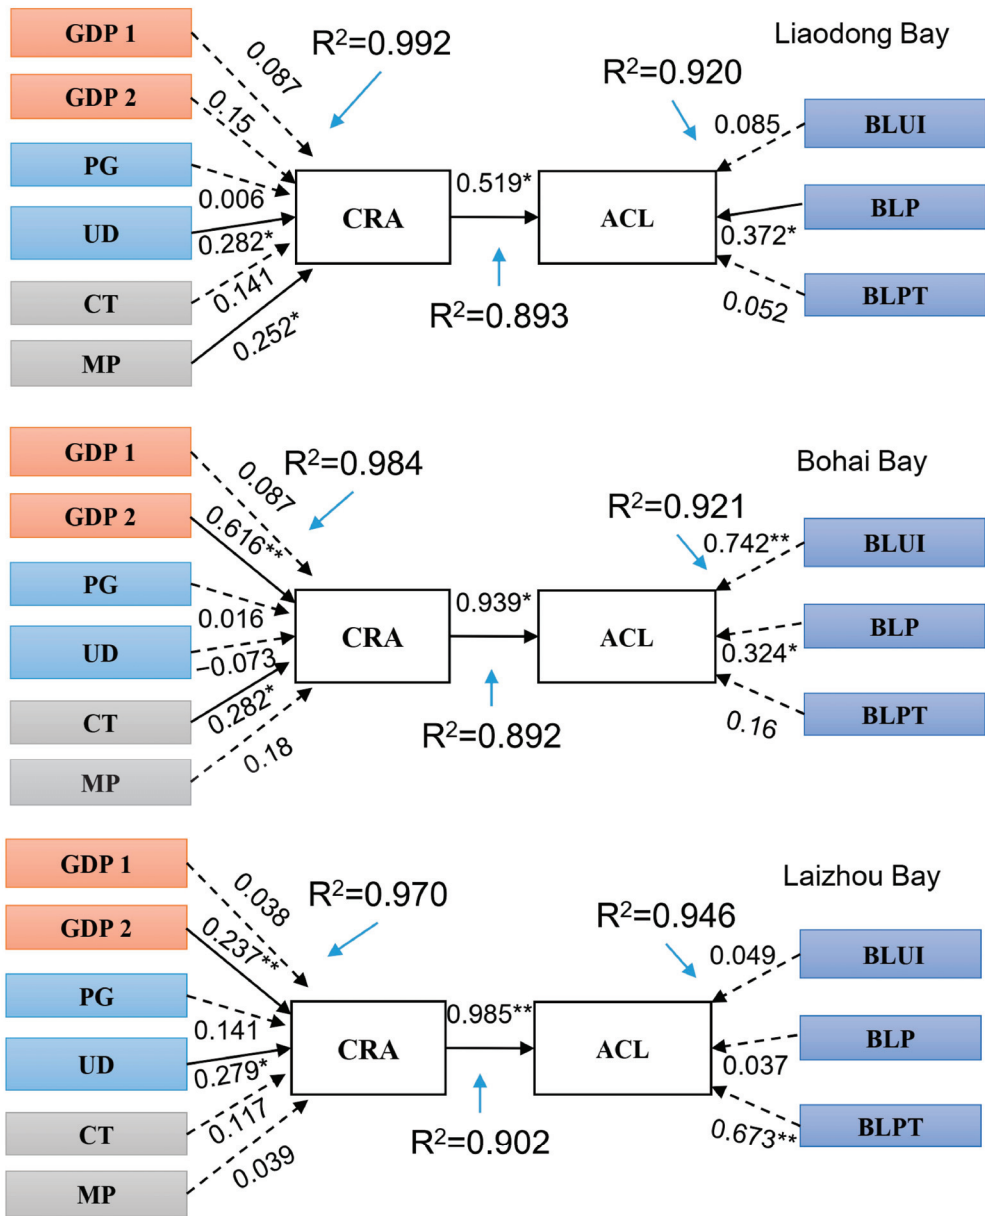 Liaodong Bay
GDP 1
GDP 2
PG
UD
CT
MP
0.087
0.15
0.006
0.282*
0.141
0.252*
R²=0.992
CRA
0.519*
R²=0.893
ACL
R²=0.920
0.085
0.372*
0.052
BLUI
BLP
BLPT
Bohai Bay
GDP 1
GDP 2
PG
UD
CT
MP
0.087
0.616**
0.016
−0.073
0.282*
0.18
R²=0.984
CRA
0.939*
R²=0.892
ACL
R²=0.921
0.742**
0.324*
0.16
BLUI
BLP
BLPT
Laizhou Bay
GDP 1
GDP 2
PG
UD
CT
MP
0.038
0.237**
0.141
0.279*
0.117
0.039
R²=0.970
CRA
0.985**
R²=0.902
ACL
R²=0.946
0.049
0.037
0.673**
BLUI
BLP
BLPT